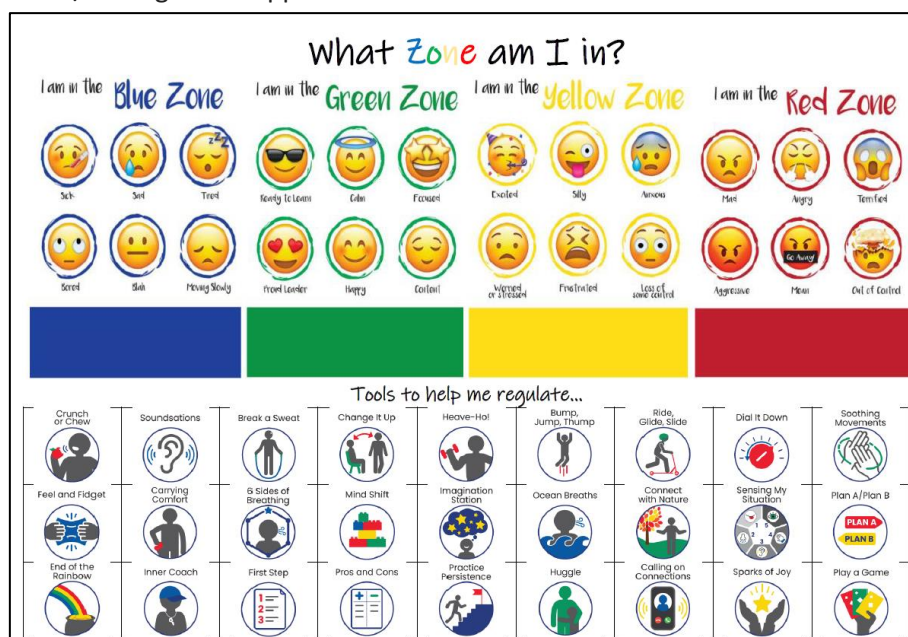 What Zone am I in?
I am in the Blue Zone
I am in the Green Zone
I am in the Yellow Zone
I am in the Red Zone
Sick
Sad
Tired
Ready to Learn
Calm
Focused
Excited
Silly
Anxious
Mad
Angry
Terrified
Bored
Blah
Moving Slowly
Proud Leader
Happy
Content
Worried
or stressed
Frustrated
Loss of
some control
Aggressive
GO AWAY!
Mean
Out of Control
Tools to help me regulate...
Crunch
or Chew
Soundsations
Break a Sweat
Change It Up
Heave-Ho!
Bump,
Jump, Thump
Ride,
Glide, Slide
Dial It Down
Soothing
Movements
Feel and Fidget
Carrying
Comfort
6 Sides of
Breathing
Mind Shift
Imagination
Station
Ocean Breaths
Connect
with Nature
Sensing My
Situation
Plan A/Plan B
PLAN A
PLAN B
End of the
Rainbow
Inner Coach
First Step
1
2
3
Pros and Cons
Practice
Persistence
Huggle
Calling on
Connections
Sparks of Joy
Play a Game